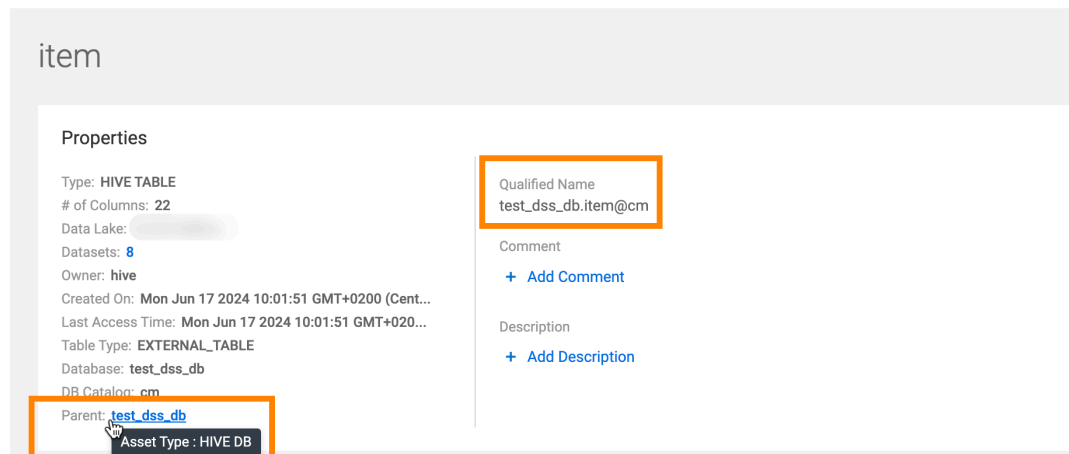 item
Properties
Type: HIVE TABLE
# of Columns: 22
Data Lake:
Datasets: 8
Owner: hive
Created On: Mon Jun 17 2024 10:01:51 GMT+0200 (Cent...
Last Access Time: Mon Jun 17 2024 10:01:51 GMT+020...
Table Type: EXTERNAL_TABLE
Database: test_dss_db
DB Catalog: cm
Parent: test_dss_db
Asset Type : HIVE DB
Qualified Name
test_dss_db.item@cm
Comment
+ Add Comment
Description
+ Add Description